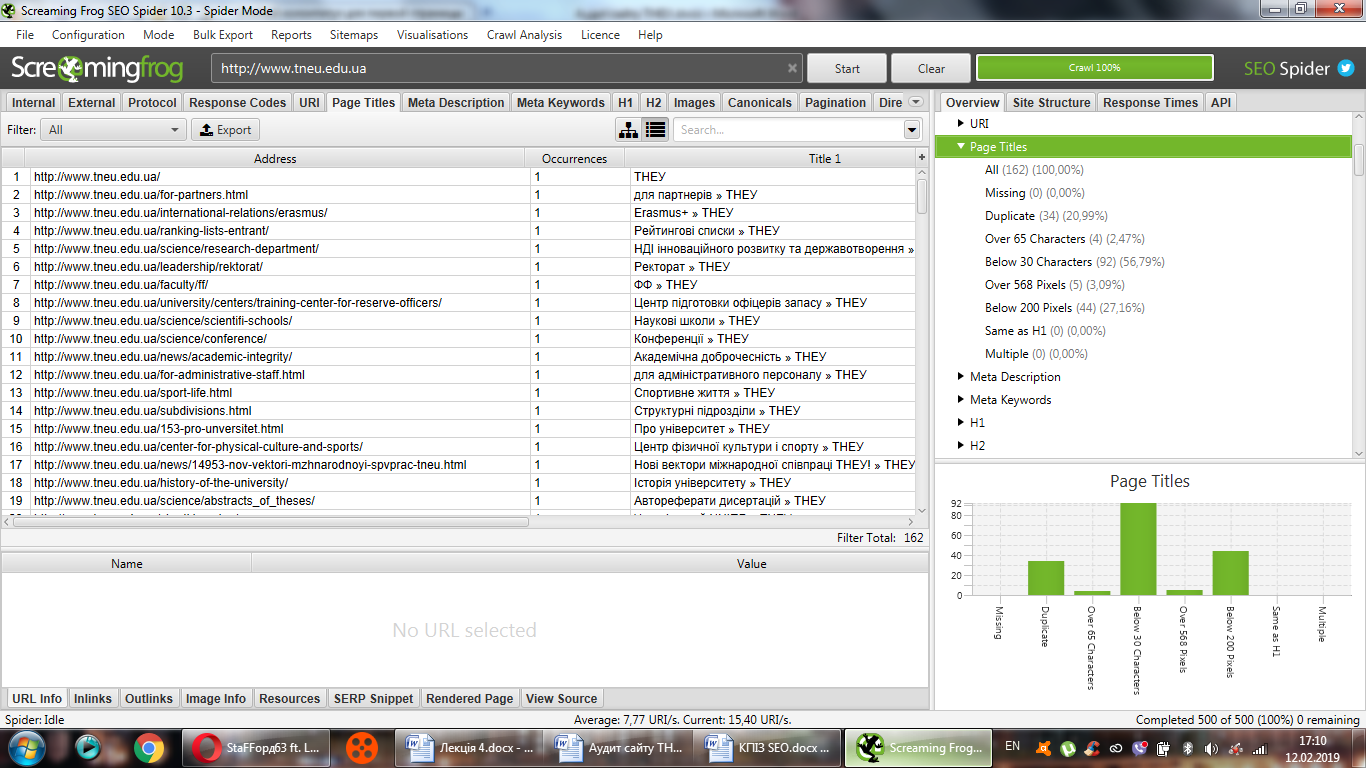 Screaming Frog SEO Spider 10.3 - Spider Mode
File Configuration Mode Bulk Export Reports Sitemaps Visualisations Crawl Analysis Licence Help
Screamingfrog http://www.tneu.edu.ua Start Clear Crawl 100% SEO Spider
Internal External Protocol Response Codes URI Page Titles Meta Description Meta Keywords H1 H2 Images Canonicals Pagination Dire
Filter: All Export Search...
Address Occurrences Title 1
1 http://www.tneu.edu.ua/ 1 ТНЕУ
2 http://www.tneu.edu.ua/for-partners.html 1 для партнерів » ТНЕУ
3 http://www.tneu.edu.ua/international-relations/erasmus/ 1 Erasmus+ » ТНЕУ
4 http://www.tneu.edu.ua/ranking-lists-entrant/ 1 Рейтингові списки » ТНЕУ
5 http://www.tneu.edu.ua/science/research-department/ 1 НДІ інноваційного розвитку та державотворення »
6 http://www.tneu.edu.ua/leadership/rektorat/ 1 Ректорат » ТНЕУ
7 http://www.tneu.edu.ua/faculty/ff/ 1 ФФ » ТНЕУ
8 http://www.tneu.edu.ua/university/centers/training-center-for-reserve-officers/ 1 Центр підготовки офіцерів запасу » ТНЕУ
9 http://www.tneu.edu.ua/science/scientifi-schools/ 1 Наукові школи » ТНЕУ
10 http://www.tneu.edu.ua/science/conference/ 1 Конференції » ТНЕУ
11 http://www.tneu.edu.ua/news/academic-integrity/ 1 Академічна доброчесність » ТНЕУ
12 http://www.tneu.edu.ua/for-administrative-staff.html 1 для адміністративного персоналу » ТНЕУ
13 http://www.tneu.edu.ua/sport-life.html 1 Спортивне життя » ТНЕУ
14 http://www.tneu.edu.ua/subdivisions.html 1 Структурні підрозділи » ТНЕУ
15 http://www.tneu.edu.ua/153-pro-unversitet.html 1 Про університет » ТНЕУ
16 http://www.tneu.edu.ua/center-for-physical-culture-and-sports/ 1 Центр фізичної культури і спорту » ТНЕУ
17 http://www.tneu.edu.ua/news/14953-nov-vektori-mzhnarodnoyi-spvprac-tneu.html 1 Нові вектори міжнародної співпраці ТНЕУ! » ТНЕУ
18 http://www.tneu.edu.ua/history-of-the-university/ 1 Історія університету » ТНЕУ
19 http://www.tneu.edu.ua/science/abstracts_of_theses/ 1 Автореферати дисертацій » ТНЕУ
Filter Total: 162
Name Value
No URL selected
URL Info Inlinks Outlinks Image Info Resources SERP Snippet Rendered Page View Source
Overview Site Structure Response Times API
URI
Page Titles
All (162) (100,00%)
Missing (0) (0,00%)
Duplicate (34) (20,99%)
Over 65 Characters (4) (2,47%)
Below 30 Characters (92) (56,79%)
Over 568 Pixels (5) (3,09%)
Below 200 Pixels (44) (27,16%)
Same as H1 (0) (0,00%)
Multiple (0) (0,00%)
Meta Description
Meta Keywords
H1
H2
Page Titles
92
80
60
40
20
0
Missing
Duplicate
Over 65 Characters
Below 30 Characters
Over 568 Pixels
Below 200 Pixels
Same as H1
Multiple
Spider: Idle Average: 7,77 URI/s. Current: 15,40 URI/s. Completed 500 of 500 (100%) 0 remaining
StaFFорд63 ft. L... Лекція 4.docx - ... Аудит сайту ТН... КПІЗ SEO.docx ... Screaming Frog... EN 17:10
12.02.2019